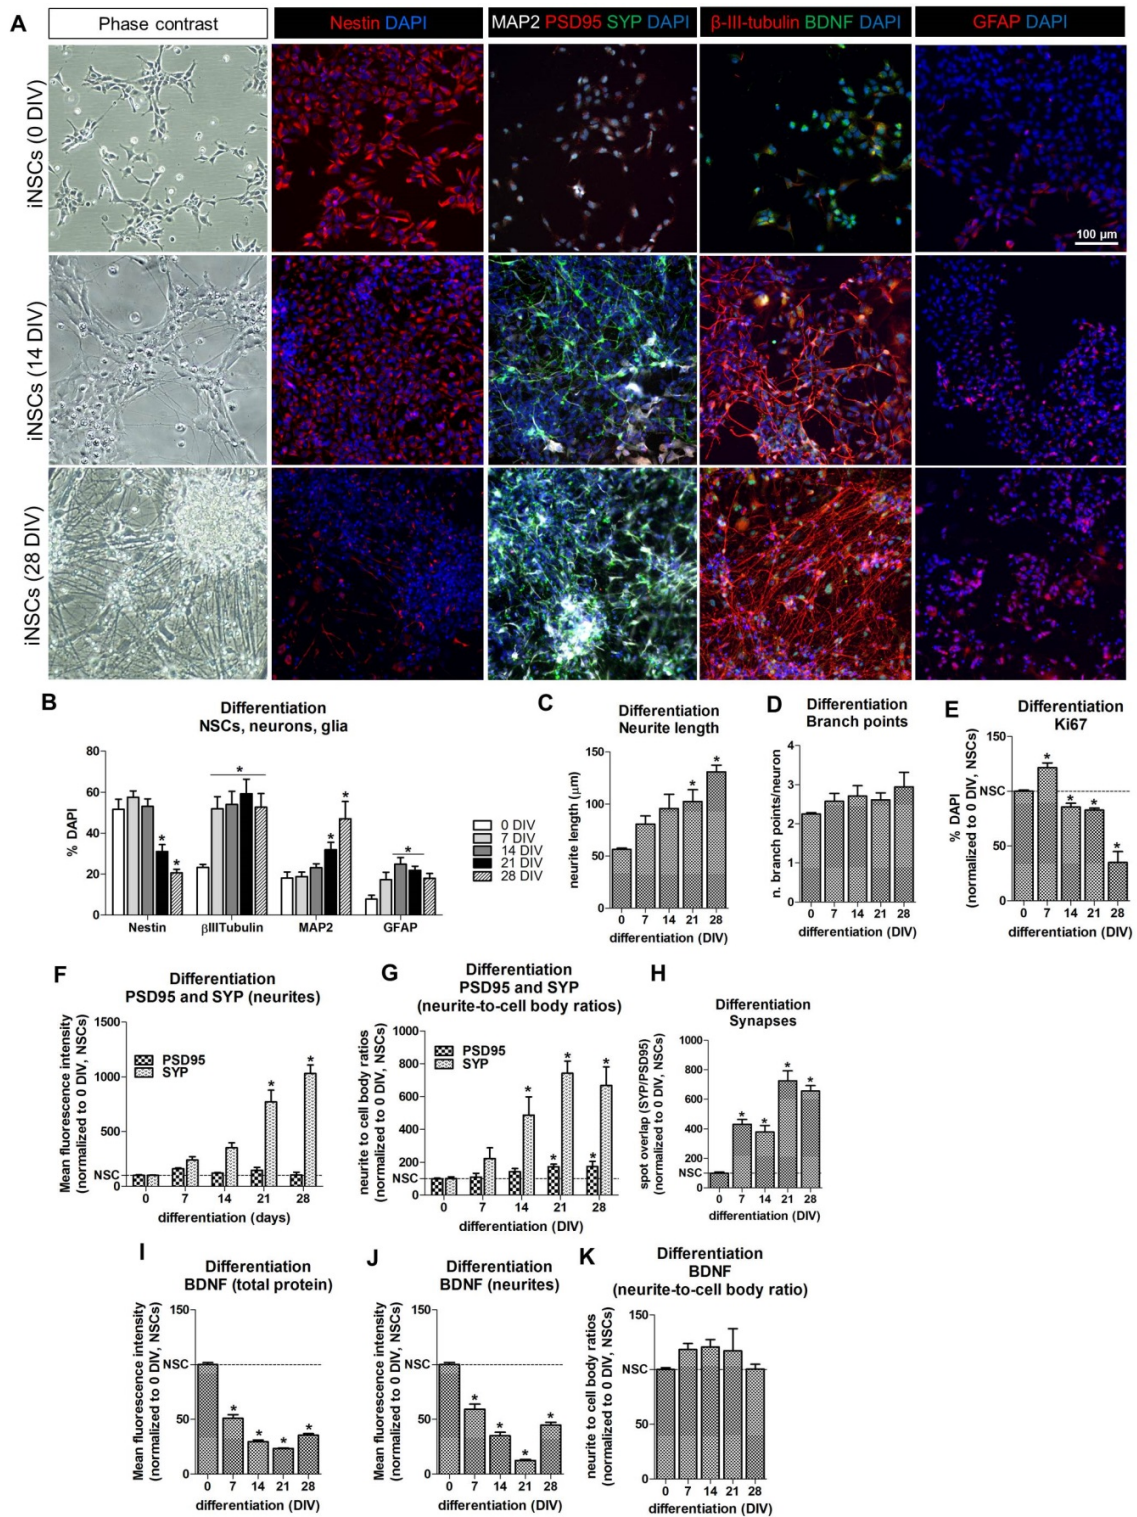 A
Phase contrast
Nestin DAPI
MAP2 PSD95 SYP DAPI
β-III-tubulin BDNF DAPI
GFAP DAPI
iNSCs (0 DIV)
100 µm
iNSCs (14 DIV)
iNSCs (28 DIV)
B
Differentiation
NSCs, neurons, glia
% DAPI
80
60
40
20
0
* * * * * *
Nestin βIIITubulin MAP2 GFAP
0 DIV
7 DIV
14 DIV
21 DIV
28 DIV
C
Differentiation
Neurite length
neurite length (µm)
150
100
50
0
* *
0 7 14 21 28
differentiation (DIV)
D
Differentiation
Branch points
n. branch points/neuron
4
3
2
1
0
0 7 14 21 28
differentiation (DIV)
E
Differentiation
Ki67
% DAPI
(normalized to 0 DIV, NSCs)
150
NSC
50
0
* * * *
0 7 14 21 28
differentiation (DIV)
F
Differentiation
PSD95 and SYP (neurites)
Mean fluorescence intensity
(normalized to 0 DIV, NSCs)
1500
1000
500
NSC
0
PSD95
SYP
* *
0 7 14 21 28
differentiation (days)
G
Differentiation
PSD95 and SYP
(neurite-to-cell body ratios)
neurite to cell body ratios
(normalized to 0 DIV, NSCs)
1000
800
600
400
200
NSC
0
PSD95
SYP
* * * * *
0 7 14 21 28
differentiation (DIV)
H
Differentiation
Synapses
spot overlap (SYP/PSD95)
(normalized to 0 DIV, NSCs)
1000
800
600
400
200
NSC
0
* * * *
0 7 14 21 28
differentiation (DIV)
I
Differentiation
BDNF (total protein)
Mean fluorescence intensity
(normalized to 0 DIV, NSCs)
150
NSC
50
0
* * * *
0 7 14 21 28
differentiation (DIV)
J
Differentiation
BDNF (neurites)
Mean fluorescence intensity
(normalized to 0 DIV, NSCs)
150
NSC
50
0
* * * *
0 7 14 21 28
differentiation (DIV)
K
Differentiation
BDNF
(neurite-to-cell body ratio)
neurite to cell body ratios
(normalized to 0 DIV, NSCs)
150
NSC
50
0
0 7 14 21 28
differentiation (DIV)